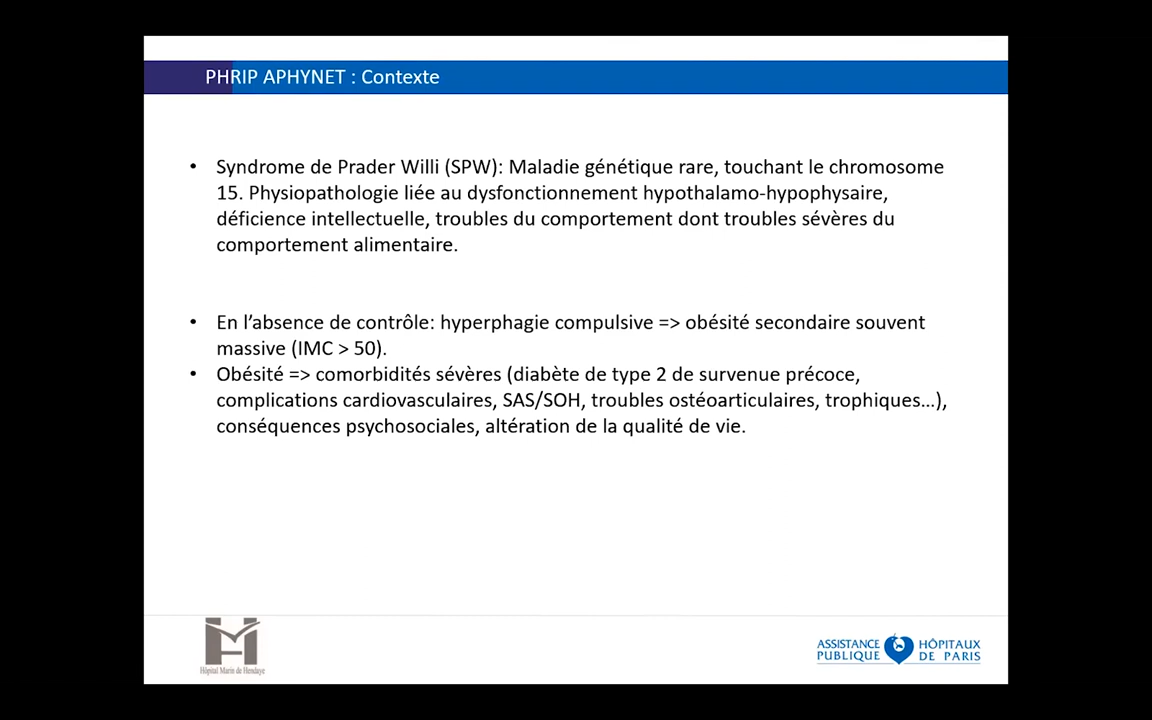 PHRIP APHYNET : Contexte
• Syndrome de Prader Willi (SPW): Maladie génétique rare, touchant le chromosome
15. Physiopathologie liée au dysfonctionnement hypothalamo-hypophysaire,
déficience intellectuelle, troubles du comportement dont troubles sévères du
comportement alimentaire.
• En l’absence de contrôle: hyperphagie compulsive => obésité secondaire souvent
massive (IMC > 50).
• Obésité => comorbidités sévères (diabète de type 2 de survenue précoce,
complications cardiovasculaires, SAS/SOH, troubles ostéoarticulaires, trophiques…),
conséquences psychosociales, altération de la qualité de vie.
Hôpital Marin de Hendaye
ASSISTANCE HÔPITAUX
PUBLIQUE DE PARIS